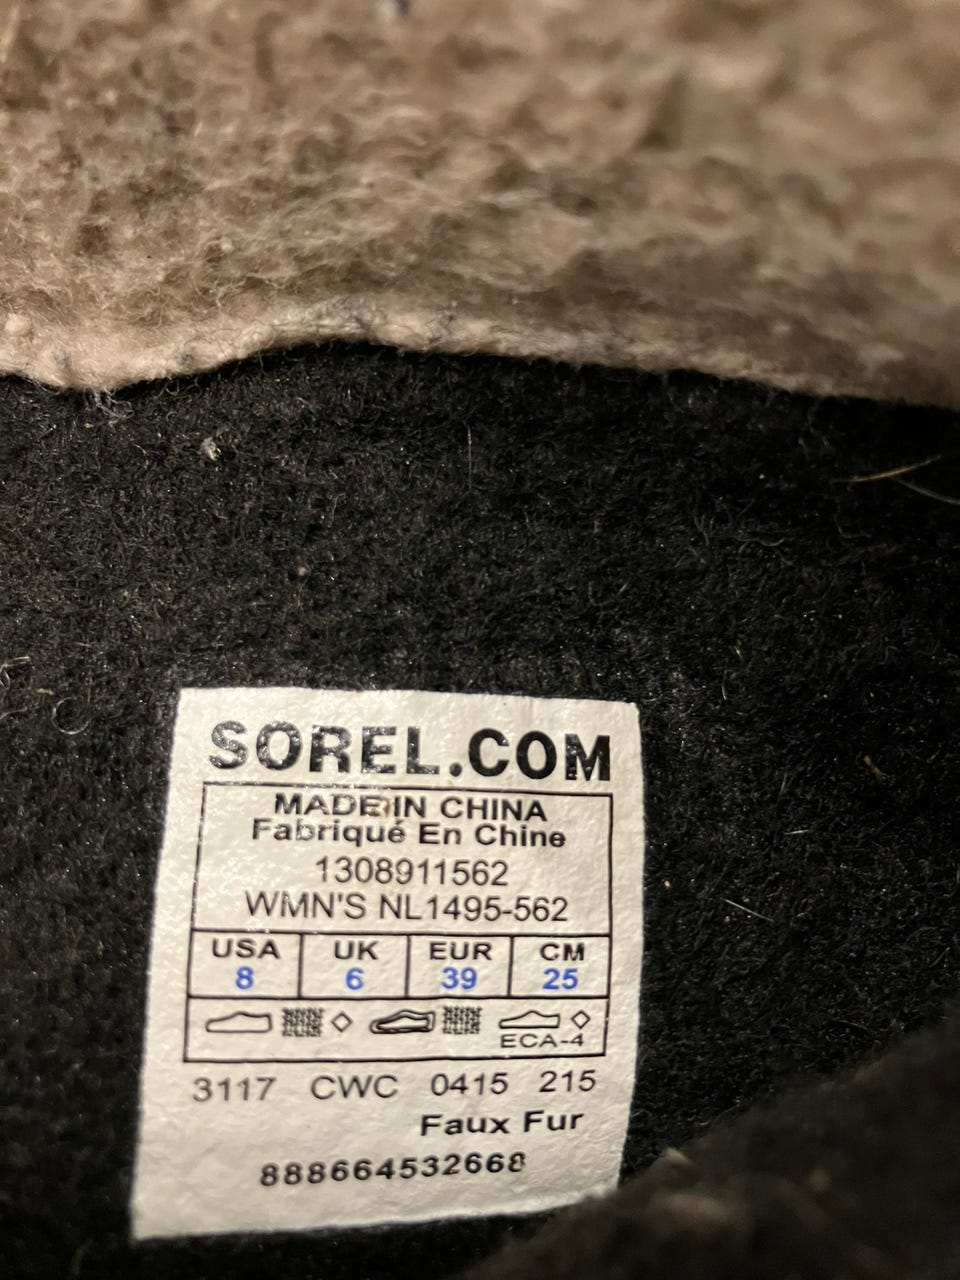 SOREL.COM
MADE IN CHINA
Fabriqué En Chine
1308911562
WMN'S NL1495-562
USA UK EUR CM
8 6 39 25
ECA-4
3117 CWC 0415 215
Faux Fur
888664532668